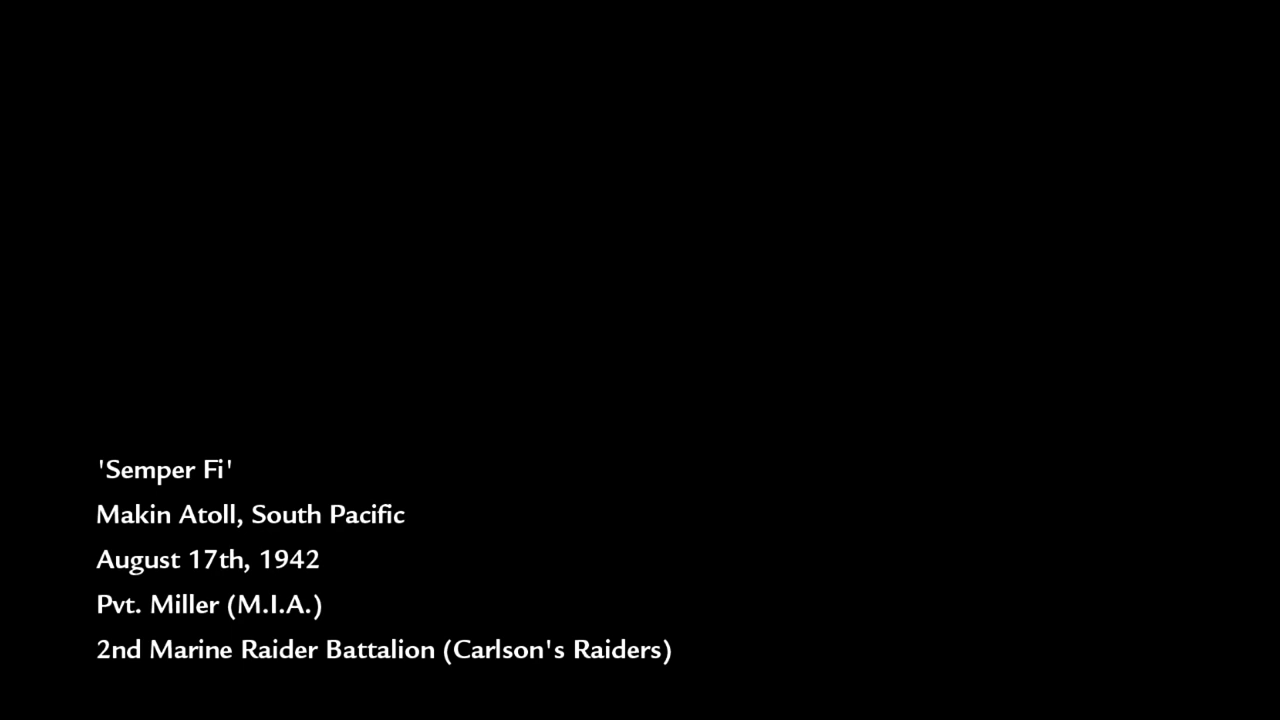 'Semper Fi'
Makin Atoll, South Pacific
August 17th, 1942
Pvt. Miller (M.I.A.)
2nd Marine Raider Battalion (Carlson's Raiders)